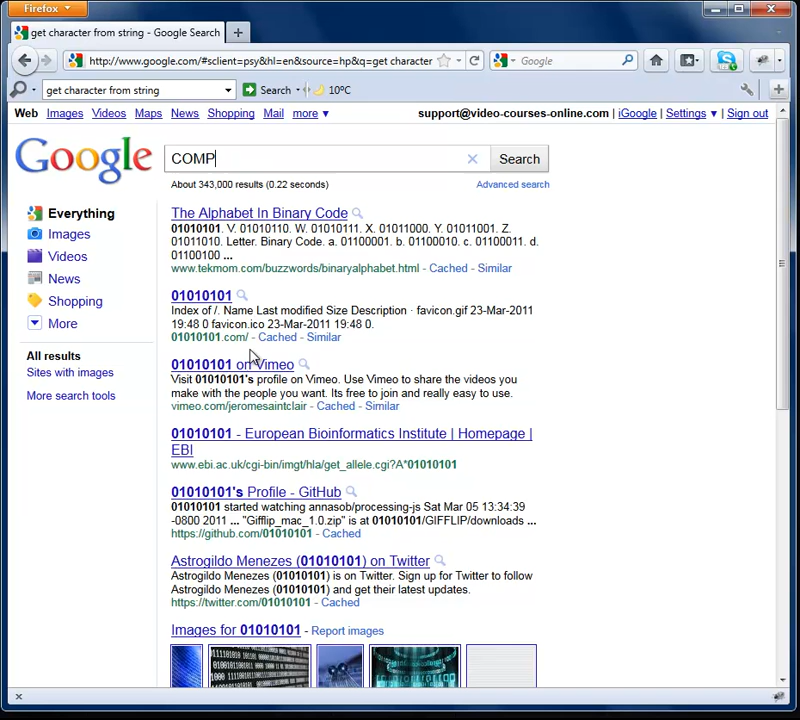 Firefox
get character from string - Google Search
http://www.google.com/#sclient=psy&hl=en&source=hp&q=get character
Google
get character from string
Search
10°C
Web Images Videos Maps News Shopping Mail more ▼
support@video-courses-online.com | iGoogle | Settings ▼ | Sign out
Google
COMP
Search
About 343,000 results (0.22 seconds)
Advanced search
Everything
Images
Videos
News
Shopping
More
All results
Sites with images
More search tools
The Alphabet In Binary Code
01010101. V. 01010110. W. 01010111. X. 01011000. Y. 01011001. Z.
01011010. Letter. Binary Code. a. 01100001. b. 01100010. c. 01100011. d.
01100100 ...
www.tekmom.com/buzzwords/binaryalphabet.html - Cached - Similar
01010101
Index of /. Name Last modified Size Description · favicon.gif 23-Mar-2011
19:48 0 favicon.ico 23-Mar-2011 19:48 0.
01010101.com/ - Cached - Similar
01010101 on Vimeo
Visit 01010101's profile on Vimeo. Use Vimeo to share the videos you
make with the people you want. Its free to join and really easy to use.
vimeo.com/jeromesaintclair - Cached - Similar
01010101 - European Bioinformatics Institute | Homepage |
EBI
www.ebi.ac.uk/cgi-bin/imgt/hla/get_allele.cgi?A*01010101
01010101's Profile - GitHub
01010101 started watching annasob/processing-js Sat Mar 05 13:34:39
-0800 2011 ... "Gifflip_mac_1.0.zip" is at 01010101/GIFFLIP/downloads ...
https://github.com/01010101 - Cached
Astrogildo Menezes (01010101) on Twitter
Astrogildo Menezes (01010101) is on Twitter. Sign up for Twitter to follow
Astrogildo Menezes (01010101) and get their latest updates.
https://twitter.com/01010101 - Cached
Images for 01010101 - Report images